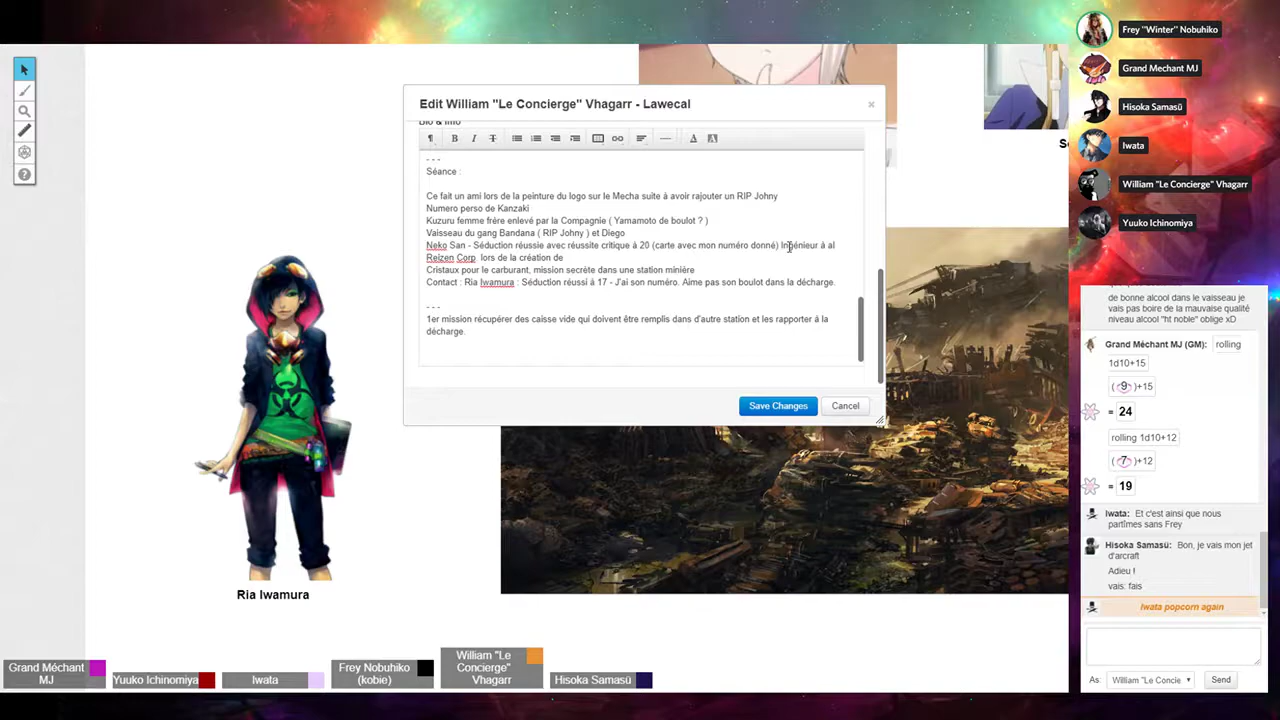 Edit William "Le Concierge" Vhagarr - Lawecal
×
Bio & Info
- - -
Séance :
Ce fait un ami lors de la peinture du logo sur le Mecha suite à avoir rajouter un RIP Johny
Numero perso de Kanzaki
Kuzuru femme frère enlevé par la Compagnie ( Yamamoto de boulot ? )
Vaisseau du gang Bandana ( RIP Johny ) et Diego
Neko San - Séduction réussie avec réussite critique à 20 (carte avec mon numéro donné) Ingénieur à al
Reizen Corp lors de la création de
Cristaux pour le carburant, mission secrète dans une station minière
Contact : Ria Iwamura : Séduction réussi à 17 - J'ai son numéro. Aime pas son boulot dans la décharge.
- - -
1er mission récupérer des caisse vide qui doivent être remplis dans d'autre station et les rapporter à la
décharge.
Save Changes
Cancel
Ria Iwamura
Grand Méchant
MJ
Yuuko Ichinomiya
Iwata
Frey Nobuhiko
(kobie)
William "Le
Concierge"
Vhagarr
Hisoka Samasü
Frey "Winter" Nobuhiko
Grand Mechant MJ
Hisoka Samasü
Iwata
William "Le Concierge" Vhagarr
Yuuko Ichinomiya
de bonne alcool dans le vaisseau je
vais pas boire de la mauvaise qualité
niveau alcool "ht noble" oblige xD
Grand Méchant MJ (GM): rolling
1d10+15
( 9 )+15
= 24
rolling 1d10+12
( 7 )+12
= 19
Iwata: Et c'est ainsi que nous
partîmes sans Frey
Hisoka Samasü: Bon, je vais mon jet
d'arcraft
Adieu !
vais: fais
Iwata popcorn again
As: William "Le Concie
Send